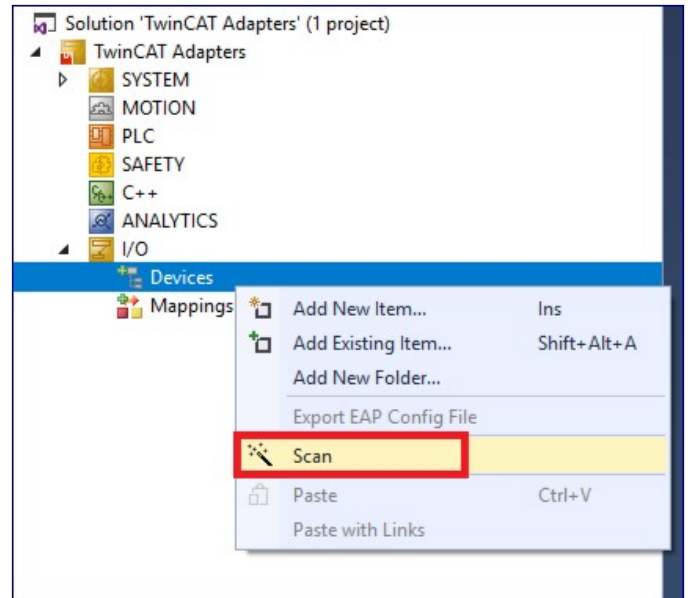 Solution 'TwinCAT Adapters' (1 project)
TwinCAT Adapters
SYSTEM
MOTION
PLC
SAFETY
C++
ANALYTICS
I/O
Devices
Mappings
Add New Item... Ins
Add Existing Item... Shift+Alt+A
Add New Folder...
Export EAP Config File
Scan
Paste Ctrl+V
Paste with Links